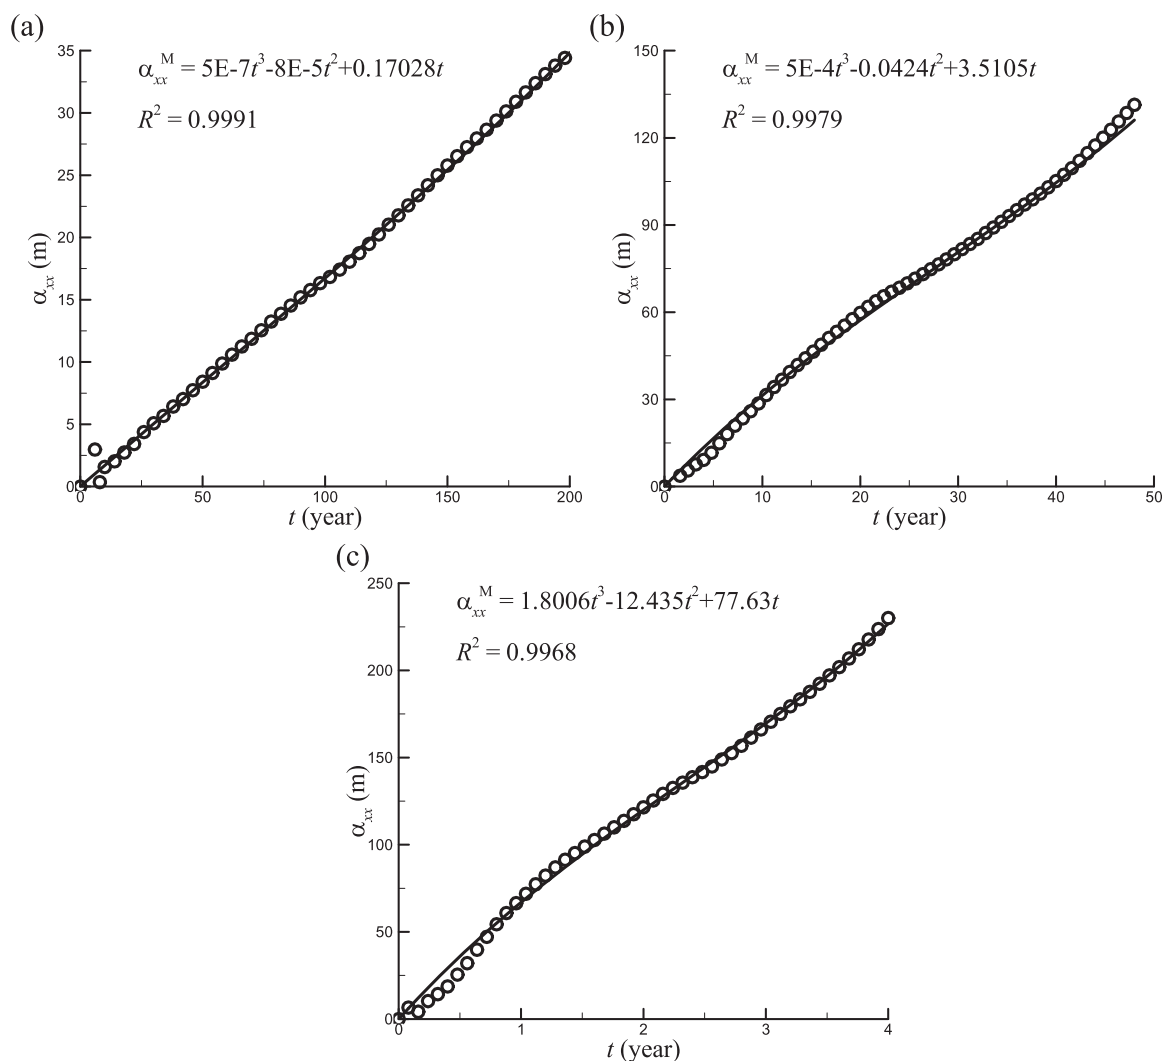 (a)
α_xx^M = 5E-7t^3-8E-5t^2+0.17028t
R^2 = 0.9991
35
30
25
20
15
10
5
0
α_xx (m)
0 50 100 150 200
t (year)
(b)
α_xx^M = 5E-4t^3-0.0424t^2+3.5105t
R^2 = 0.9979
150
120
90
60
30
0
α_xx (m)
0 10 20 30 40 50
t (year)
(c)
α_xx^M = 1.8006t^3-12.435t^2+77.63t
R^2 = 0.9968
250
200
150
100
50
0
α_xx (m)
0 1 2 3 4
t (year)